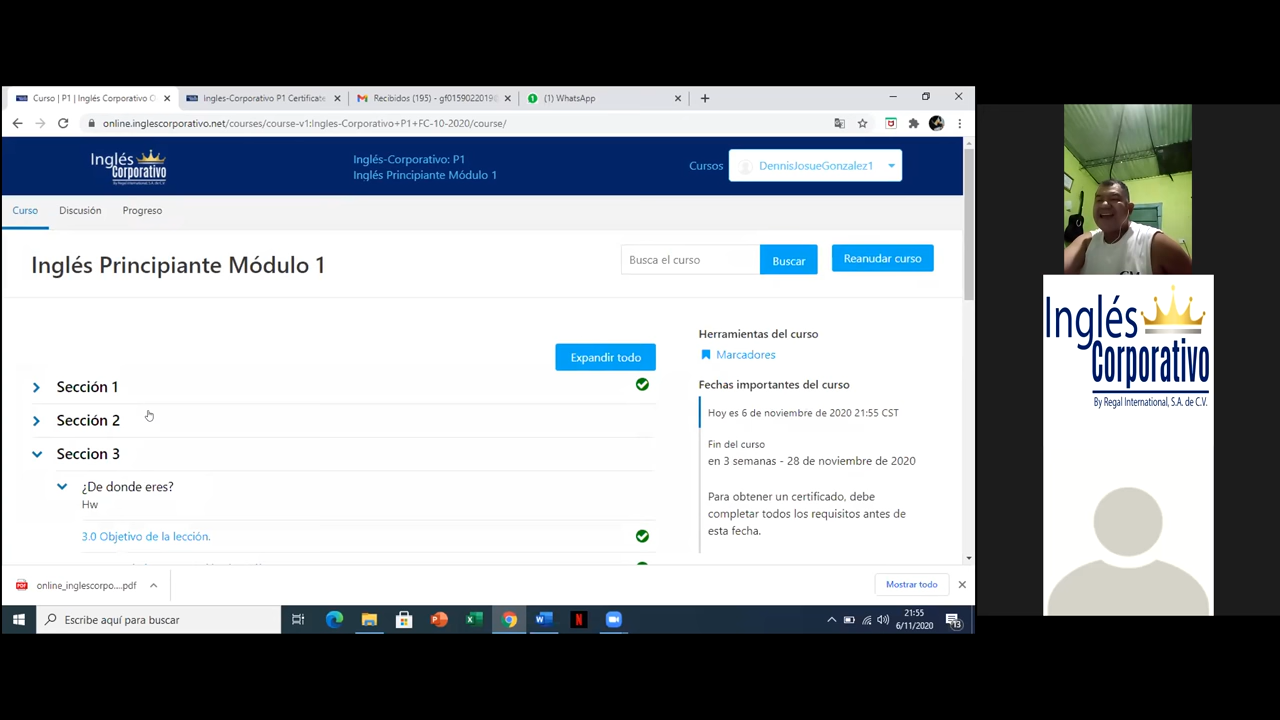 Curso | P1 | Inglés Corporativo O
Ingles-Corporativo P1 Certificate
Recibidos (195) - gf01590220198
(1) WhatsApp
online.inglescorporativo.net/courses/course-v1:Ingles-Corporativo+P1+FC-10-2020/course/
Inglés
Corporativo
By Regal International, S.A. de C.V.
Inglés-Corporativo: P1
Inglés Principiante Módulo 1
Cursos
DennisJosueGonzalez1
Curso
Discusión
Progreso
Inglés Principiante Módulo 1
Busca el curso
Buscar
Reanudar curso
Expandir todo
Sección 1
Sección 2
Seccion 3
¿De donde eres?
Hw
3.0 Objetivo de la lección.
Herramientas del curso
Marcadores
Fechas importantes del curso
Hoy es 6 de noviembre de 2020 21:55 CST
Fin del curso
en 3 semanas - 28 de noviembre de 2020
Para obtener un certificado, debe
completar todos los requisitos antes de
esta fecha.
online_inglescorpo....pdf
Mostrar todo
Escribe aquí para buscar
21:55
6/11/2020
13
Inglés
Corporativo
By Regal International, S.A. de C.V.